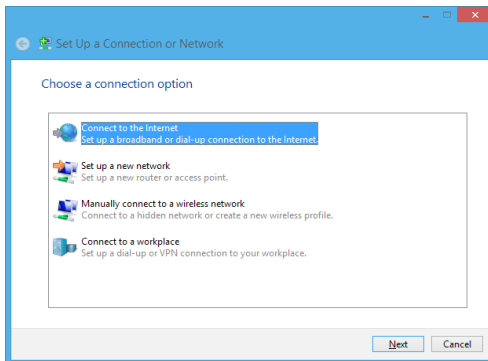 Set Up a Connection or Network
Choose a connection option
Connect to the Internet
Set up a broadband or dial-up connection to the Internet.
Set up a new network
Set up a new router or access point.
Manually connect to a wireless network
Connect to a hidden network or create a new wireless profile.
Connect to a workplace
Set up a dial-up or VPN connection to your workplace.
Next Cancel